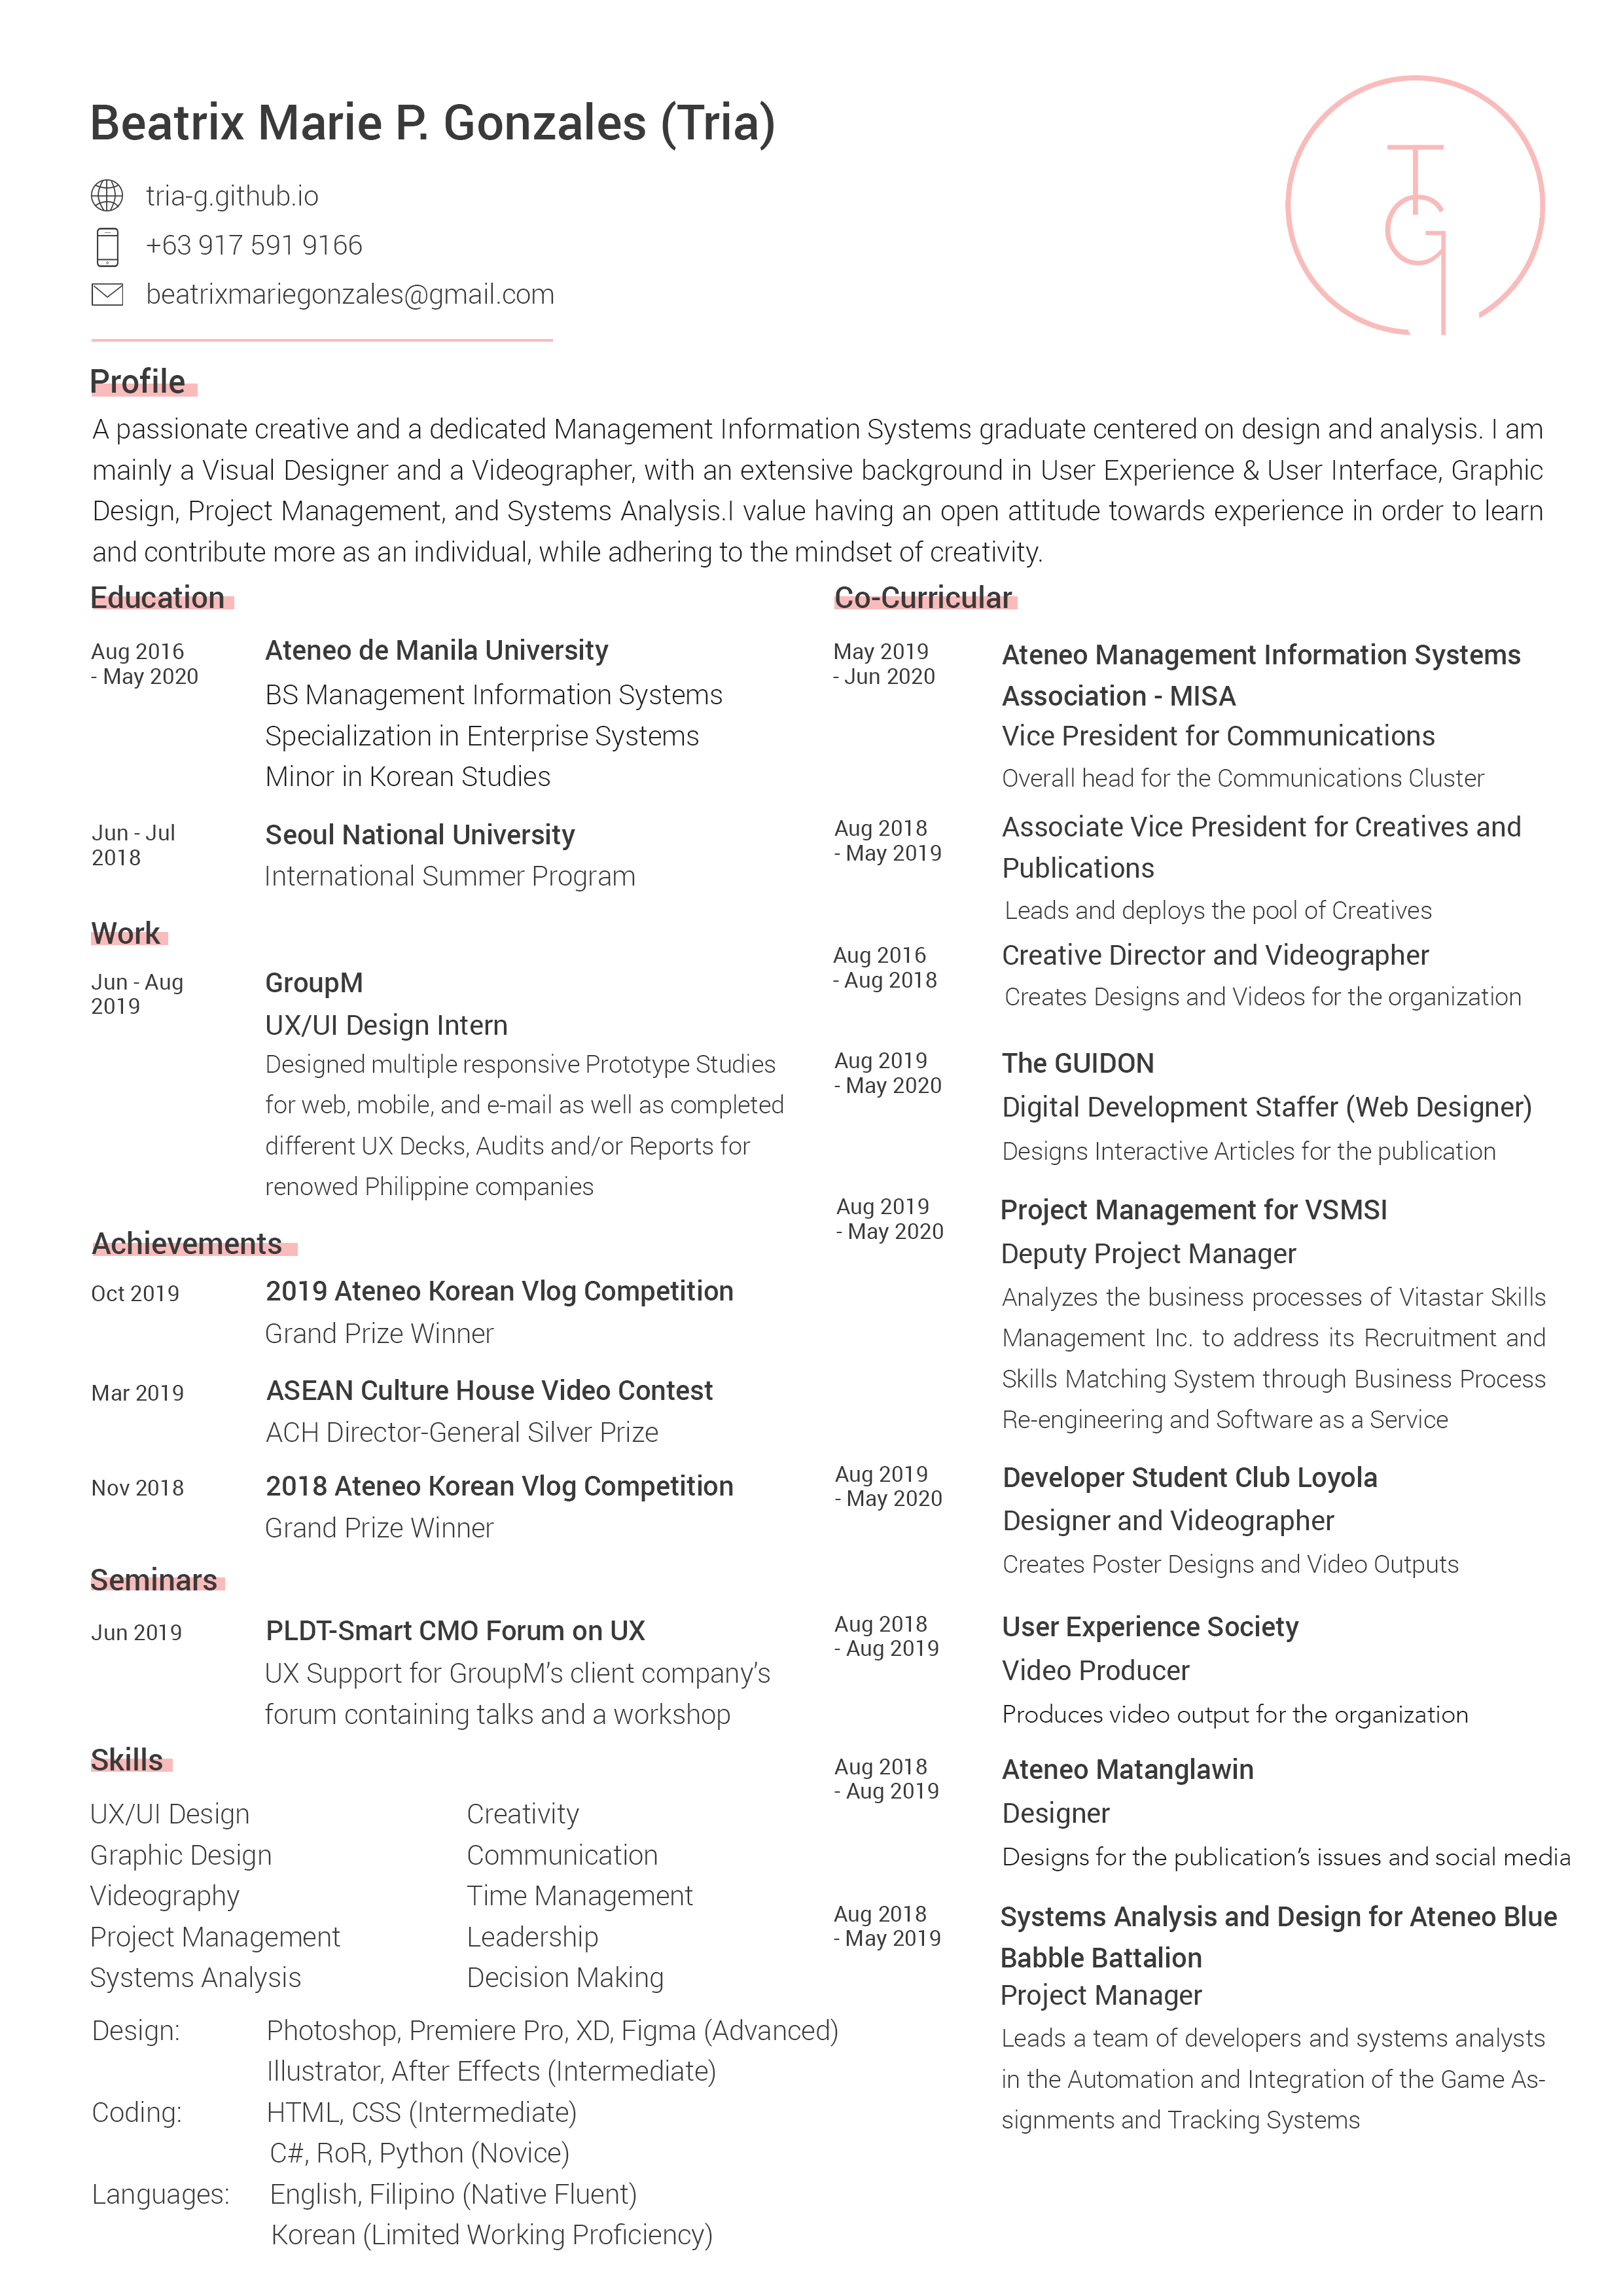 Beatrix Marie P. Gonzales (Tria)
tria-g.github.io
+63 917 591 9166
beatrixmariegonzales@gmail.com
TG
Profile
A passionate creative and a dedicated Management Information Systems graduate centered on design and analysis. I am
mainly a Visual Designer and a Videographer, with an extensive background in User Experience & User Interface, Graphic
Design, Project Management, and Systems Analysis.I value having an open attitude towards experience in order to learn
and contribute more as an individual, while adhering to the mindset of creativity.
Education
Aug 2016
- May 2020
Ateneo de Manila University
BS Management Information Systems
Specialization in Enterprise Systems
Minor in Korean Studies
Jun - Jul
2018
Seoul National University
International Summer Program
Work
Jun - Aug
2019
GroupM
UX/UI Design Intern
Designed multiple responsive Prototype Studies
for web, mobile, and e-mail as well as completed
different UX Decks, Audits and/or Reports for
renowed Philippine companies
Achievements
Oct 2019
2019 Ateneo Korean Vlog Competition
Grand Prize Winner
Mar 2019
ASEAN Culture House Video Contest
ACH Director-General Silver Prize
Nov 2018
2018 Ateneo Korean Vlog Competition
Grand Prize Winner
Seminars
Jun 2019
PLDT-Smart CMO Forum on UX
UX Support for GroupM's client company's
forum containing talks and a workshop
Skills
UX/UI Design
Graphic Design
Videography
Project Management
Systems Analysis
Creativity
Communication
Time Management
Leadership
Decision Making
Design: Photoshop, Premiere Pro, XD, Figma (Advanced)
Illustrator, After Effects (Intermediate)
Coding: HTML, CSS (Intermediate)
C#, RoR, Python (Novice)
Languages: English, Filipino (Native Fluent)
Korean (Limited Working Proficiency)
Co-Curricular
May 2019
- Jun 2020
Ateneo Management Information Systems
Association - MISA
Vice President for Communications
Overall head for the Communications Cluster
Aug 2018
- May 2019
Associate Vice President for Creatives and
Publications
Leads and deploys the pool of Creatives
Aug 2016
- Aug 2018
Creative Director and Videographer
Creates Designs and Videos for the organization
Aug 2019
- May 2020
The GUIDON
Digital Development Staffer (Web Designer)
Designs Interactive Articles for the publication
Aug 2019
- May 2020
Project Management for VSMSI
Deputy Project Manager
Analyzes the business processes of Vitastar Skills
Management Inc. to address its Recruitment and
Skills Matching System through Business Process
Re-engineering and Software as a Service
Aug 2019
- May 2020
Developer Student Club Loyola
Designer and Videographer
Creates Poster Designs and Video Outputs
Aug 2018
- Aug 2019
User Experience Society
Video Producer
Produces video output for the organization
Aug 2018
- Aug 2019
Ateneo Matanglawin
Designer
Designs for the publication's issues and social media
Aug 2018
- May 2019
Systems Analysis and Design for Ateneo Blue
Babble Battalion
Project Manager
Leads a team of developers and systems analysts
in the Automation and Integration of the Game As-
signments and Tracking Systems